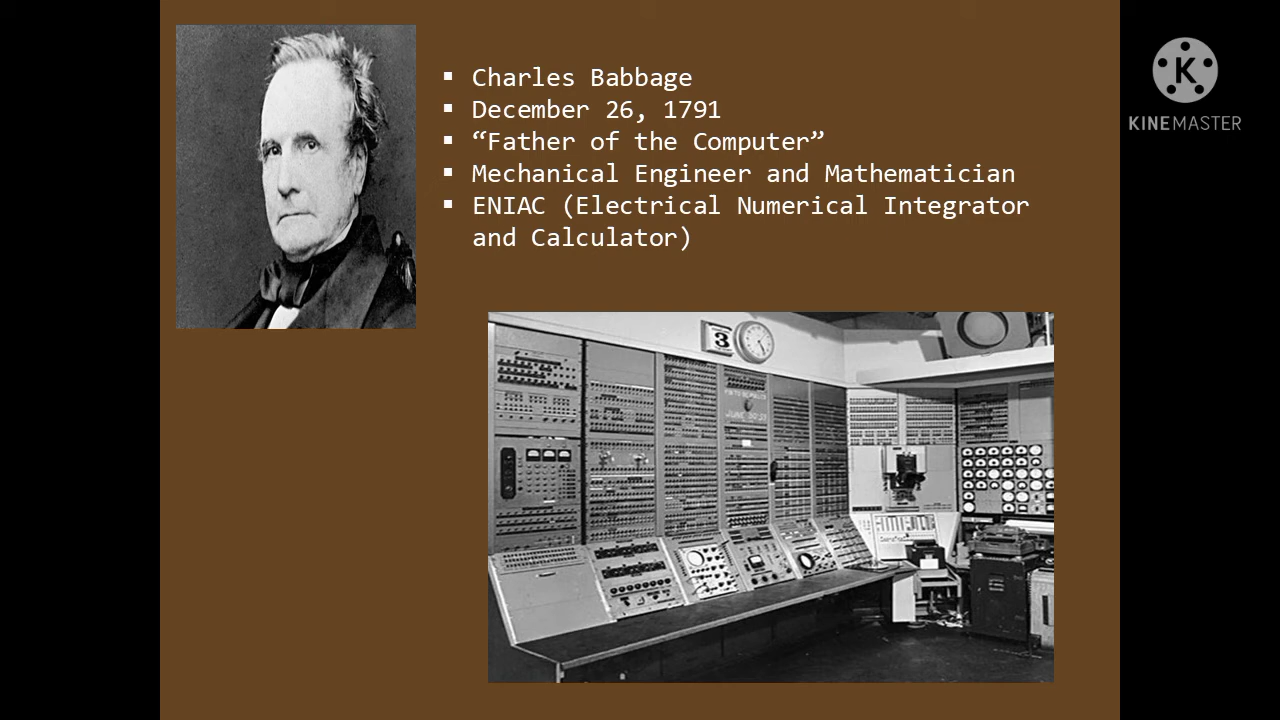 Charles Babbage
December 26, 1791
“Father of the Computer”
Mechanical Engineer and Mathematician
ENIAC (Electrical Numerical Integrator
and Calculator)
K
KINEMASTER
3